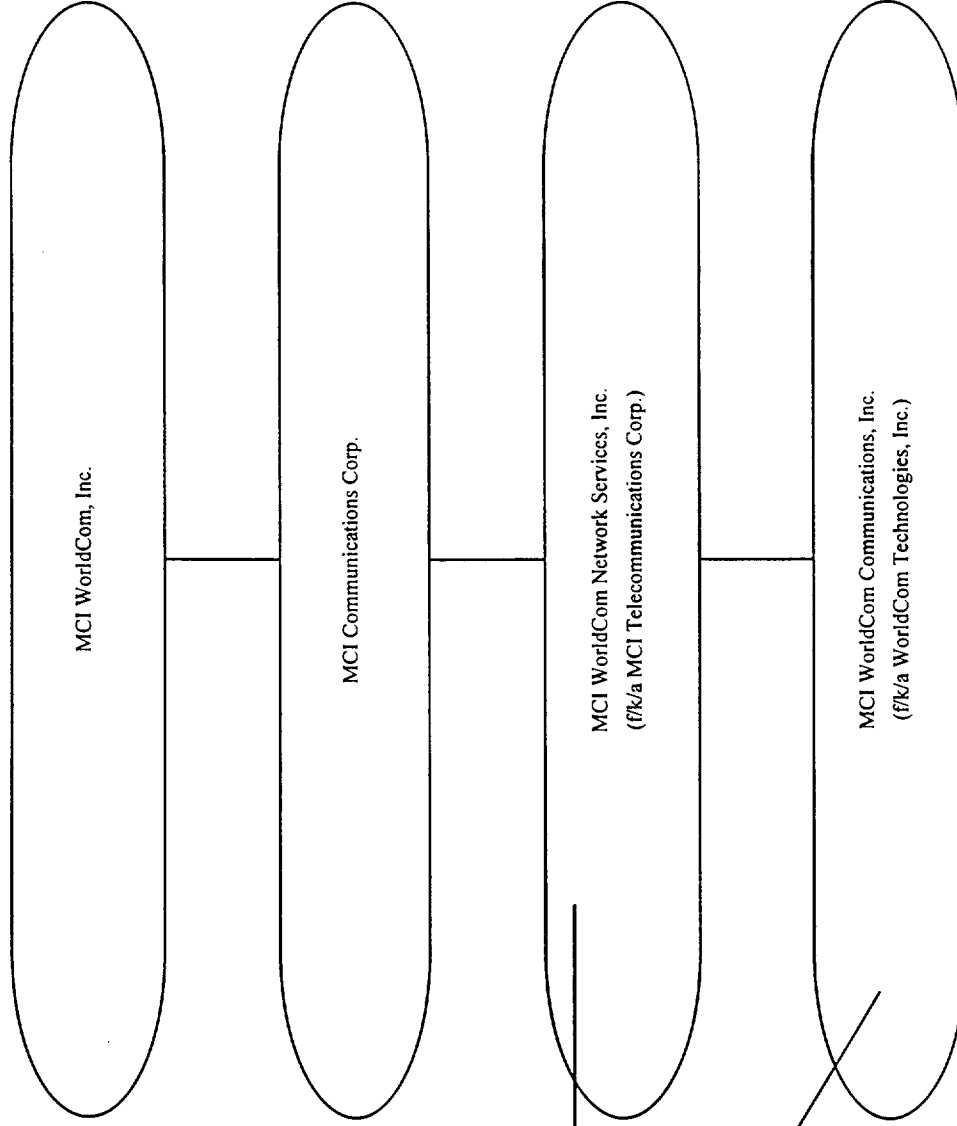 MCI WorldCom, Inc.
MCI Communications Corp.
MCI WorldCom Network Services, Inc.
(f/k/a MCI Telecommunications Corp.)
MCI WorldCom Communications, Inc.
(f/k/a WorldCom Technologies, Inc.)